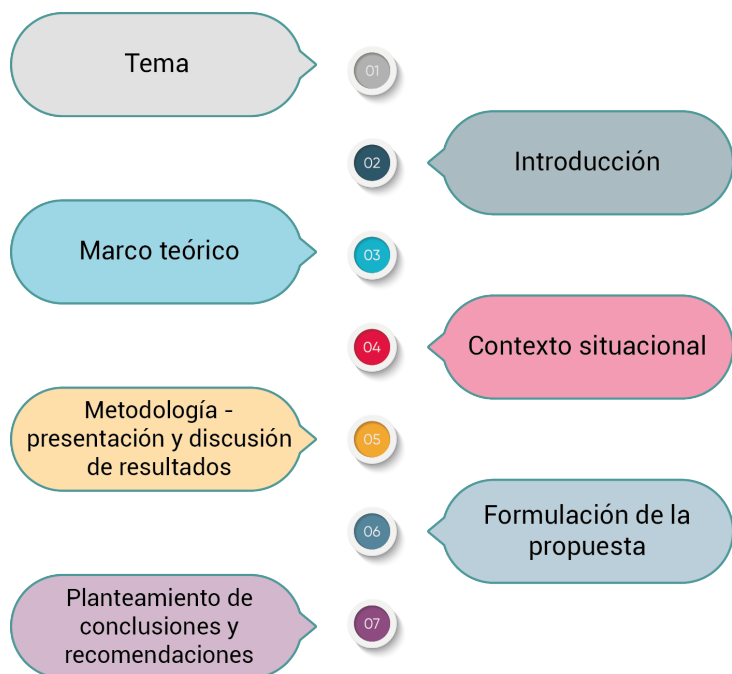 Tema
01
02
Introducción
Marco teórico
03
04
Contexto situacional
Metodología -
presentación y discusión
de resultados
05
06
Formulación de la
propuesta
Planteamiento de
conclusiones y
recomendaciones
07